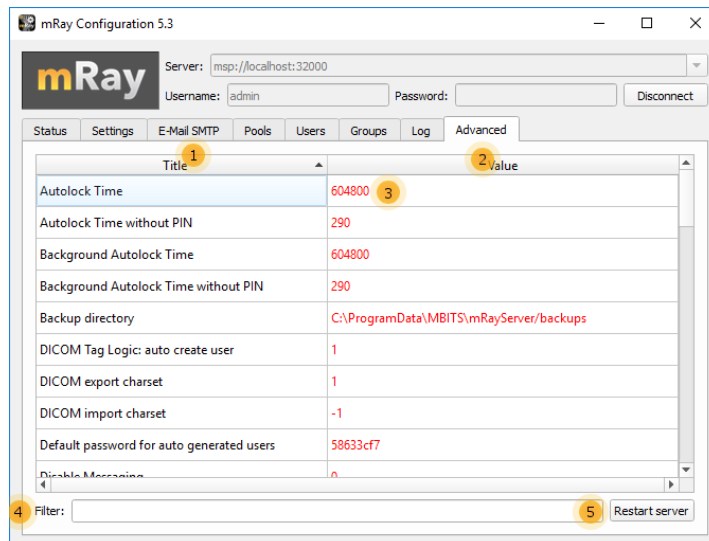 mRay Configuration 5.3
mRay
Server: msp://localhost:32000
Username: admin Password: Disconnect
Status Settings E-Mail SMTP Pools Users Groups Log Advanced
Title 1 2 Value
Autolock Time 604800 3
Autolock Time without PIN 290
Background Autolock Time 604800
Background Autolock Time without PIN 290
Backup directory C:\ProgramData\MBITS\mRayServer/backups
DICOM Tag Logic: auto create user 1
DICOM export charset 1
DICOM import charset -1
Default password for auto generated users 58633cf7
Disable Messaging 0
4 Filter: 5 Restart server